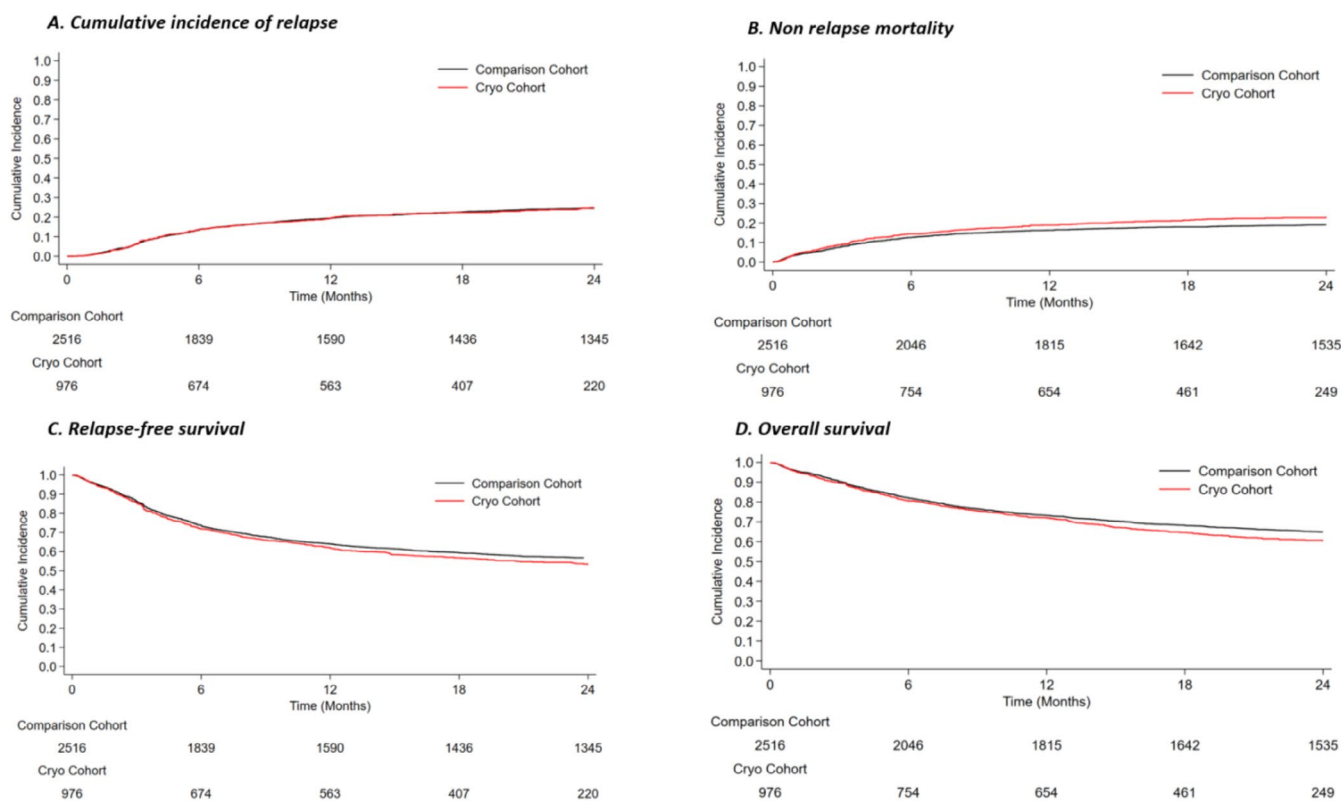 A. Cumulative incidence of relapse
Cumulative Incidence
1.0
0.9
0.8
0.7
0.6
0.5
0.4
0.3
0.2
0.1
0.0
Comparison Cohort
Cryo Cohort
0 6 12 18 24
Time (Months)
Comparison Cohort
2516 1839 1590 1436 1345
Cryo Cohort
976 674 563 407 220
B. Non relapse mortality
Cumulative Incidence
1.0
0.9
0.8
0.7
0.6
0.5
0.4
0.3
0.2
0.1
0.0
Comparison Cohort
Cryo Cohort
0 6 12 18 24
Time (Months)
Comparison Cohort
2516 2046 1815 1642 1535
Cryo Cohort
976 754 654 461 249
C. Relapse-free survival
Cumulative Incidence
1.0
0.9
0.8
0.7
0.6
0.5
0.4
0.3
0.2
0.1
0.0
Comparison Cohort
Cryo Cohort
0 6 12 18 24
Time (Months)
Comparison Cohort
2516 1839 1590 1436 1345
Cryo Cohort
976 674 563 407 220
D. Overall survival
Cumulative Incidence
1.0
0.9
0.8
0.7
0.6
0.5
0.4
0.3
0.2
0.1
0.0
Comparison Cohort
Cryo Cohort
0 6 12 18 24
Time (Months)
Comparison Cohort
2516 2046 1815 1642 1535
Cryo Cohort
976 754 654 461 249